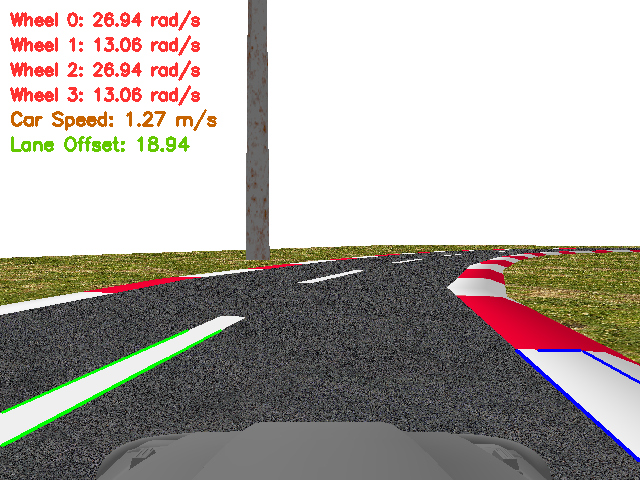 Wheel 0: 26.94 rad/s
Wheel 1: 13.06 rad/s
Wheel 2: 26.94 rad/s
Wheel 3: 13.06 rad/s
Car Speed: 1.27 m/s
Lane Offset: 18.94